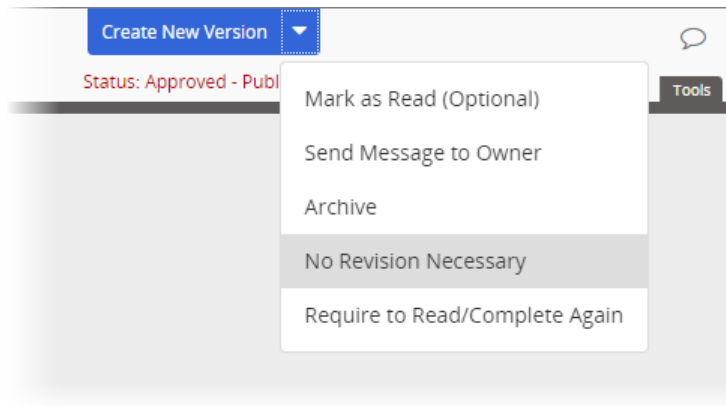 Create New Version
Status: Approved - Publ
Tools
Mark as Read (Optional)
Send Message to Owner
Archive
No Revision Necessary
Require to Read/Complete Again